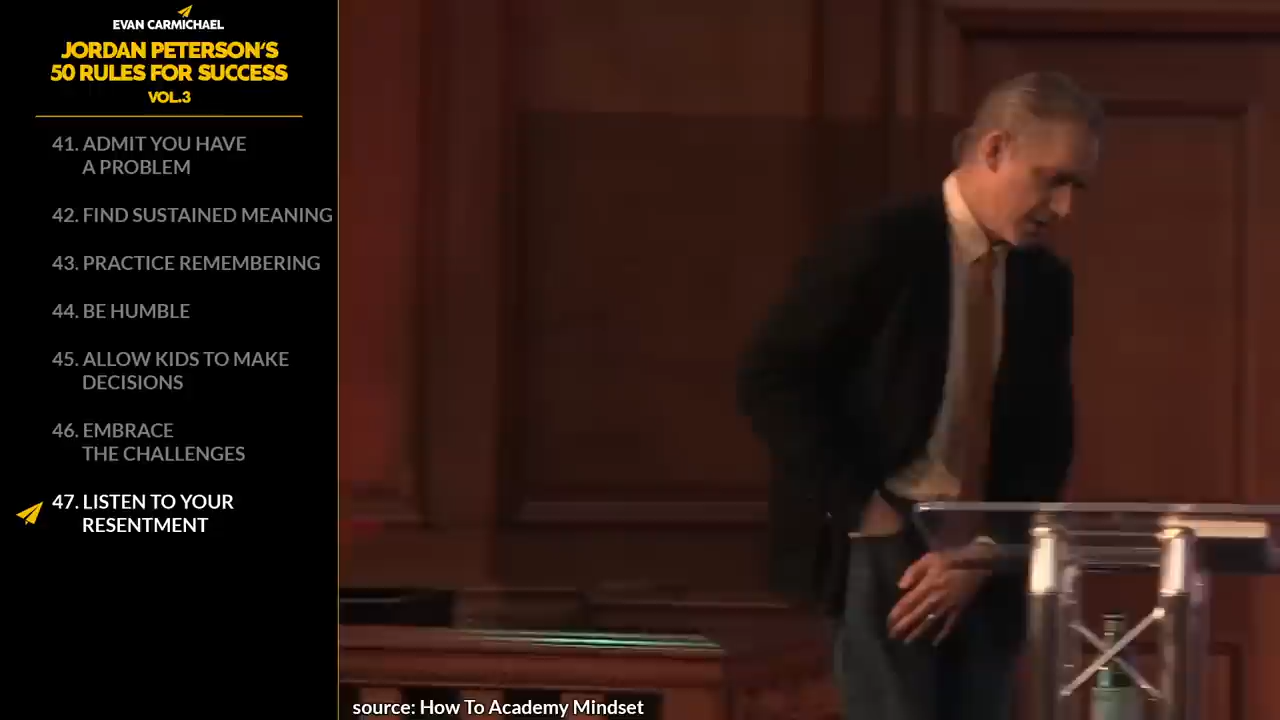 EVAN CARMICHAEL
JORDAN PETERSON'S
50 RULES FOR SUCCESS
VOL.3
41. ADMIT YOU HAVE
A PROBLEM
42. FIND SUSTAINED MEANING
43. PRACTICE REMEMBERING
44. BE HUMBLE
45. ALLOW KIDS TO MAKE
DECISIONS
46. EMBRACE
THE CHALLENGES
47. LISTEN TO YOUR
RESENTMENT
source: How To Academy Mindset